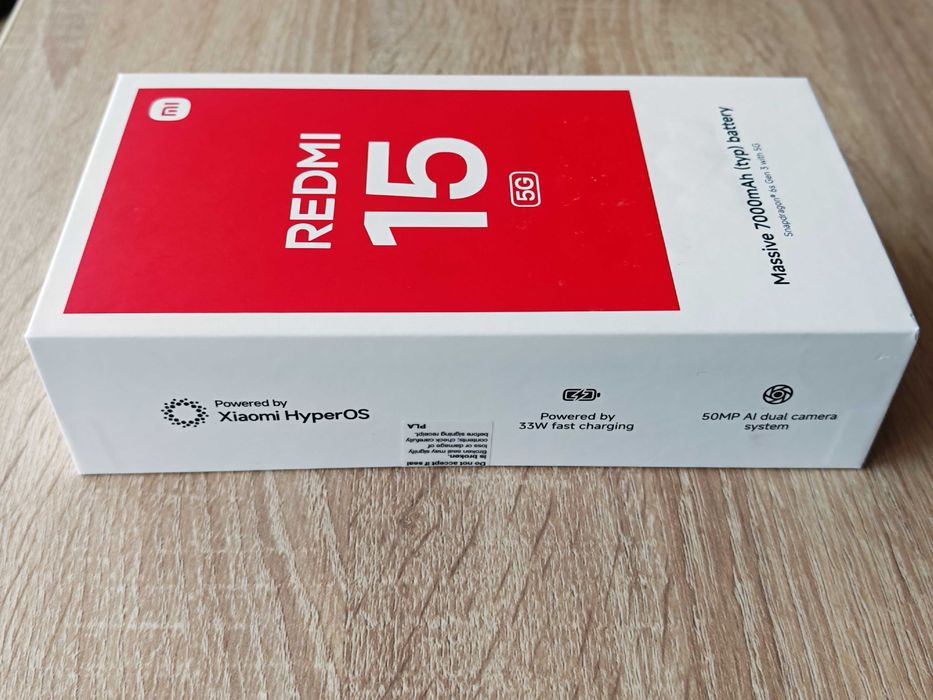 mi
REDMI
15
5G
Massive 7000mAh (typ) battery
Snapdragon® 6s Gen 3 with 5G
Powered by
Xiaomi HyperOS
Powered by
33W fast charging
50MP AI dual camera
system
Do not accept if seal
is broken.
Broken seal may signify
loss or damage of
contents; check carefully
before signing receipt.
PLA